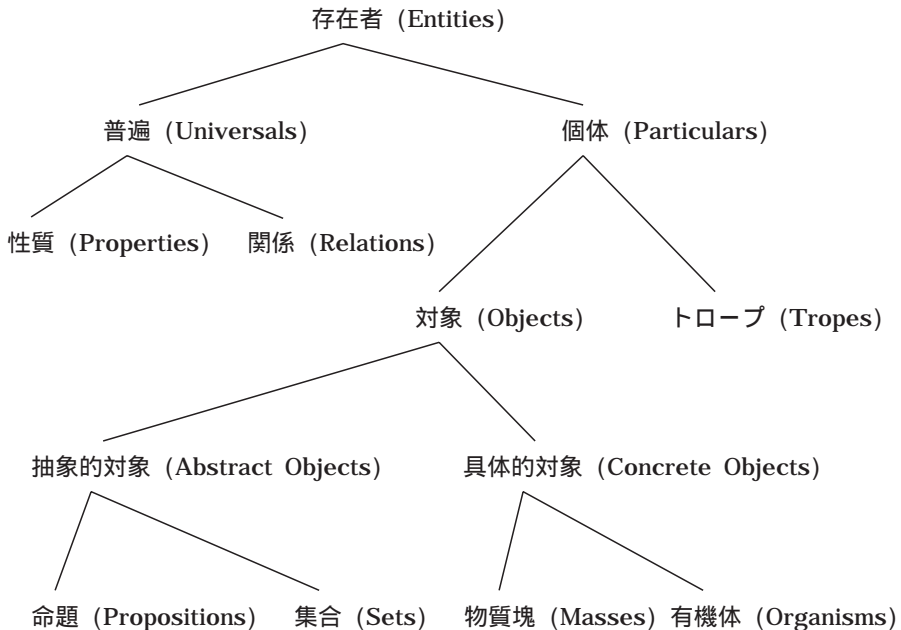 存在者 (Entities)
普遍 (Universals) 個体 (Particulars)
性質 (Properties) 関係 (Relations)
対象 (Objects) トロープ (Tropes)
抽象的対象 (Abstract Objects) 具体的対象 (Concrete Objects)
命題 (Propositions) 集合 (Sets) 物質塊 (Masses) 有機体 (Organisms)